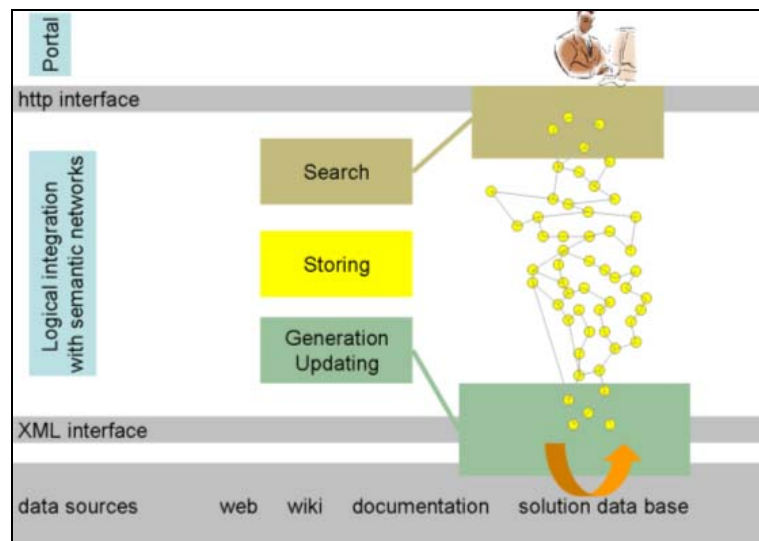 Portal
http interface
Logical integration
with semantic networks
Search
Storing
Generation
Updating
XML interface
data sources web wiki documentation solution data base